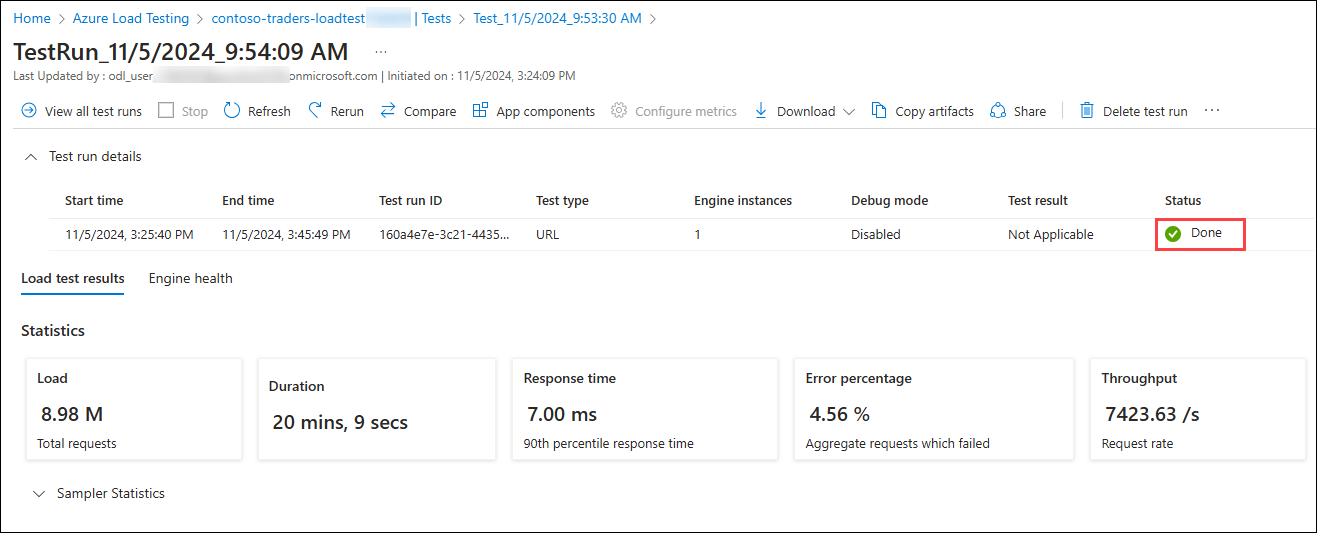 Home > Azure Load Testing > contoso-traders-loadtest | Tests > Test_11/5/2024_9:53:30 AM >
TestRun_11/5/2024_9:54:09 AM ...
Last Updated by : odl_user_ onmicrosoft.com | Initiated on : 11/5/2024, 3:24:09 PM
View all test runs Stop Refresh Rerun Compare App components Configure metrics Download Copy artifacts Share Delete test run ...
Test run details
Start time End time Test run ID Test type Engine instances Debug mode Test result Status
11/5/2024, 3:25:40 PM 11/5/2024, 3:45:49 PM 160a4e7e-3c21-4435... URL 1 Disabled Not Applicable Done
Load test results Engine health
Statistics
Load
8.98 M
Total requests
Duration
20 mins, 9 secs
Response time
7.00 ms
90th percentile response time
Error percentage
4.56 %
Aggregate requests which failed
Throughput
7423.63 /s
Request rate
Sampler Statistics